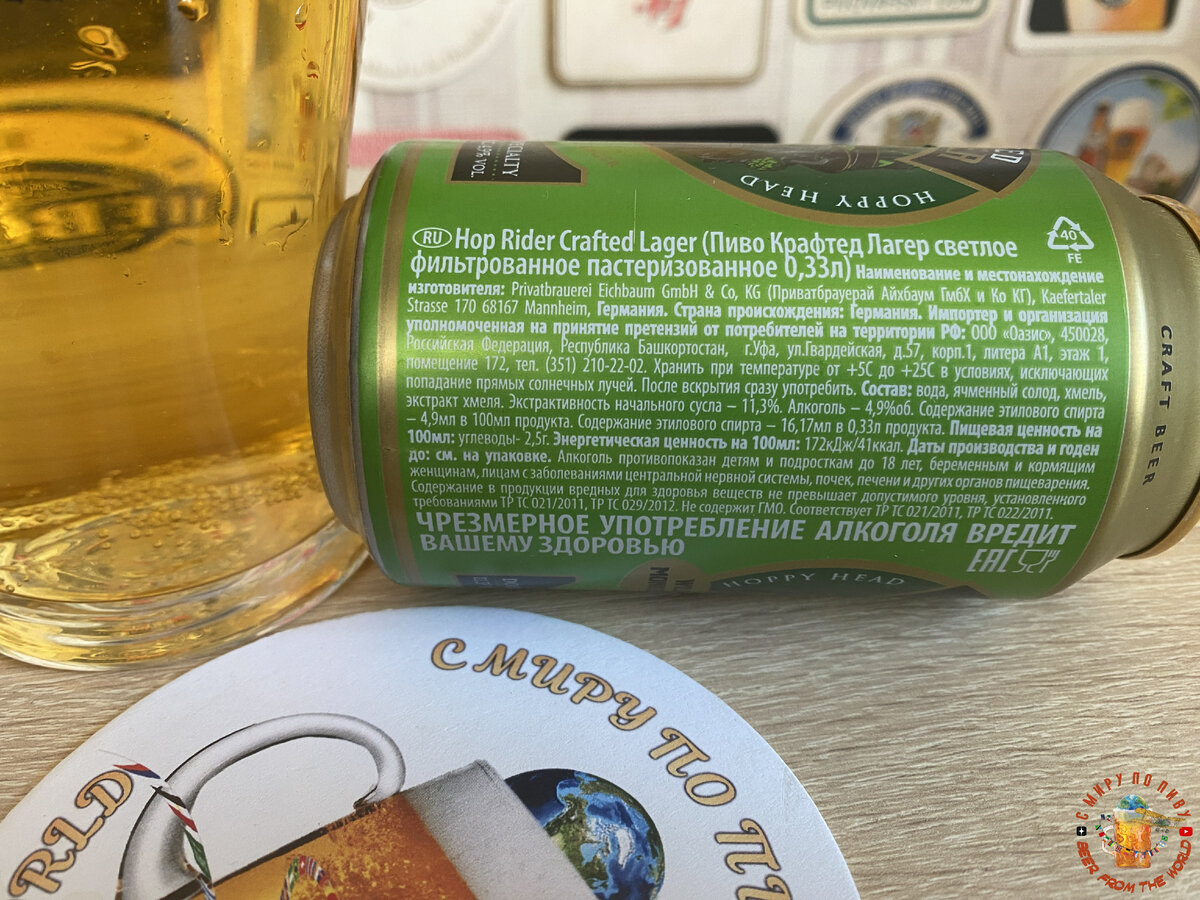 SPECIALTY
4,9% VOL
HOPPY HEAD
RU Hop Rider Crafted Lager (Пиво Крафтед Лагер светлое
фильтрованное пастеризованное 0,33л) Наименование и местонахождение
изготовителя: Privatbrauerei Eichbaum GmbH & Co, KG (Приватбрауерай Айхбаум ГмбХ и Ко КГ), Kaefertaler
Strasse 170 68167 Mannheim, Германия. Страна происхождения: Германия. Импортер и организация
уполномоченная на принятие претензий от потребителей на территории РФ: ООО «Оазис», 450028,
Российская Федерация, Республика Башкортостан, г.Уфа, ул.Гвардейская, д.57, корп.1, литера А1, этаж 1,
помещение 172, тел. (351) 210-22-02. Хранить при температуре от +5С до +25С в условиях, исключающих
попадание прямых солнечных лучей. После вскрытия сразу употребить. Состав: вода, ячменный солод, хмель,
экстракт хмеля. Экстрактивность начального сусла – 11,3%. Алкоголь – 4,9%об. Содержание этилового спирта
– 4,9мл в 100мл продукта. Содержание этилового спирта – 16,17мл в 0,33л продукта. Пищевая ценность на
100мл: углеводы- 2,5г. Энергетическая ценность на 100мл: 172кДж/41ккал. Даты производства и годен
до: см. на упаковке. Алкоголь противопоказан детям и подросткам до 18 лет, беременным и кормящим
женщинам, лицам с заболеваниями центральной нервной системы, почек, печени и других органов пищеварения.
Содержание в продукции вредных для здоровья веществ не превышает допустимого уровня, установленного
требованиями ТР ТС 021/2011, ТР ТС 029/2012. Не содержит ГМО. Соответствует ТР ТС 021/2011, ТР ТС 022/2011.
ЧРЕЗМЕРНОЕ УПОТРЕБЛЕНИЕ АЛКОГОЛЯ ВРЕДИТ
ВАШЕМУ ЗДОРОВЬЮ
EAC
40
FE
CRAFT BEER
HOPPY HEAD
С МИРУ ПО
RLD
С МИРУ ПО ПИВУ
BEER FROM THE WORLD